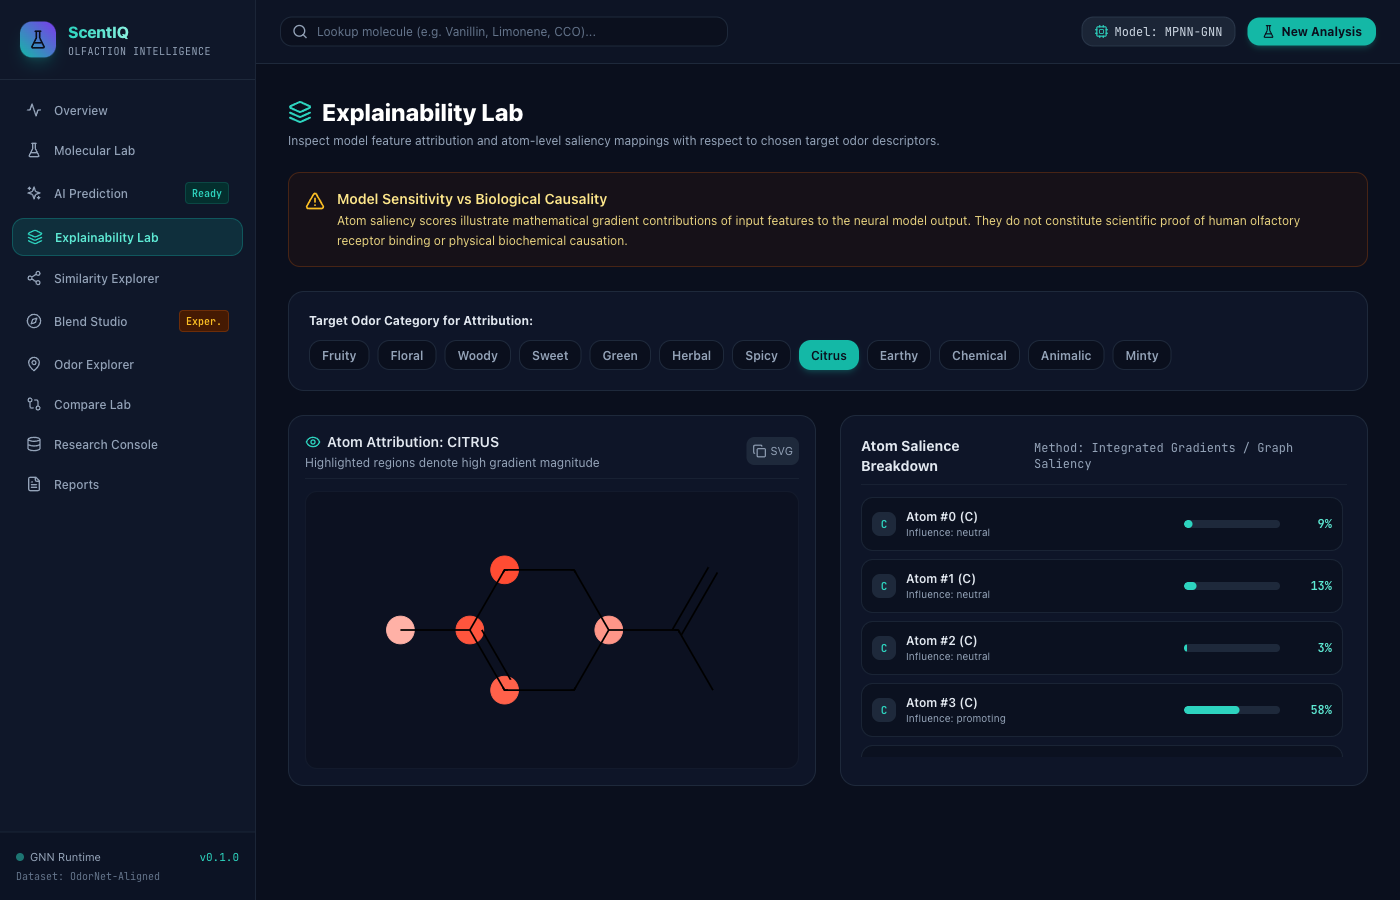 ScentIQ
OLFACTION INTELLIGENCE
Overview
Molecular Lab
AI Prediction
Ready
Explainability Lab
Similarity Explorer
Blend Studio
Exper.
Odor Explorer
Compare Lab
Research Console
Reports
GNN Runtime
v0.1.0
Dataset: OdorNet-Aligned
Lookup molecule (e.g. Vanillin, Limonene, CCO)...
Model: MPNN-GNN
New Analysis
Explainability Lab
Inspect model feature attribution and atom-level saliency mappings with respect to chosen target odor descriptors.
Model Sensitivity vs Biological Causality
Atom saliency scores illustrate mathematical gradient contributions of input features to the neural model output. They do not constitute scientific proof of human olfactory
receptor binding or physical biochemical causation.
Target Odor Category for Attribution:
Fruity
Floral
Woody
Sweet
Green
Herbal
Spicy
Citrus
Earthy
Chemical
Animalic
Minty
Atom Attribution: CITRUS
Highlighted regions denote high gradient magnitude
SVG
Atom Salience
Breakdown
Method: Integrated Gradients / Graph
Saliency
C
Atom #0 (C)
Influence: neutral
9%
C
Atom #1 (C)
Influence: neutral
13%
C
Atom #2 (C)
Influence: neutral
3%
C
Atom #3 (C)
Influence: promoting
58%